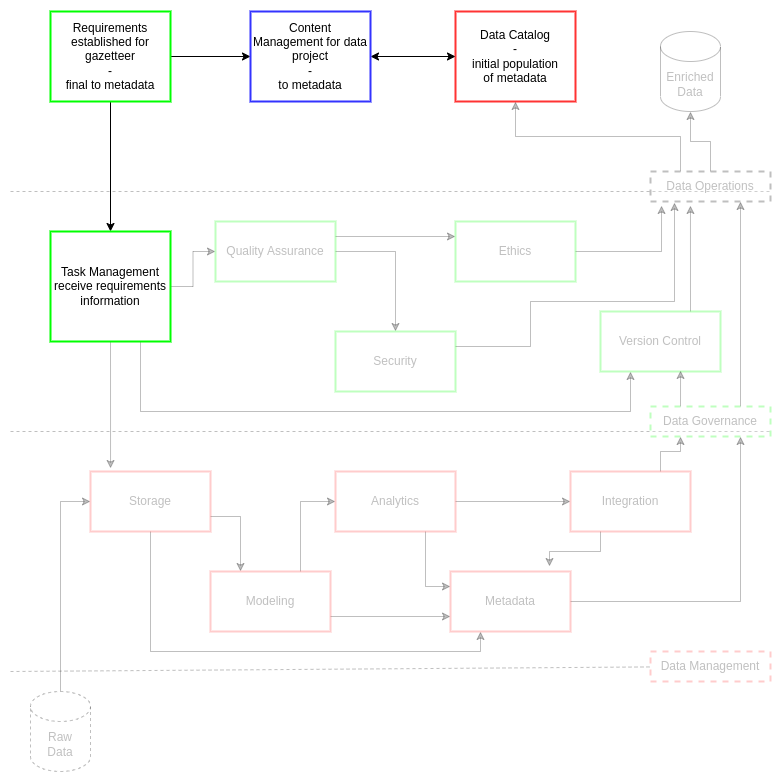 Requirements
established for
gazetteer
-
final to metadata
Content
Management for data
project
-
to metadata
Data Catalog
-
initial population
of metadata
Enriched
Data
Data Operations
Task Management
receive requirements
information
Quality Assurance
Ethics
Security
Version Control
Data Governance
Storage
Analytics
Integration
Modeling
Metadata
Data Management
Raw
Data